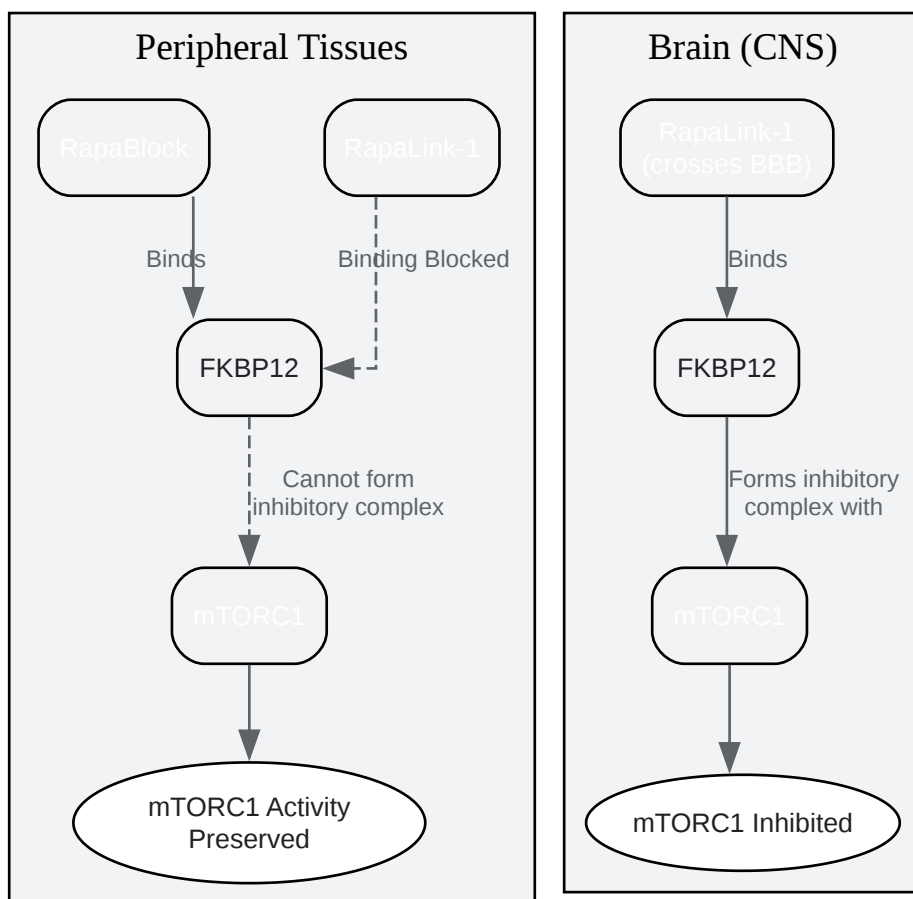 Peripheral Tissues
RapaBlock
RapaLink-1
Binds
Binding Blocked
FKBP12
Cannot form
inhibitory complex
mTORC1
mTORC1 Activity
Preserved
Brain (CNS)
RapaLink-1
(crosses BBB)
Binds
FKBP12
Forms inhibitory
complex with
mTORC1
mTORC1 Inhibited